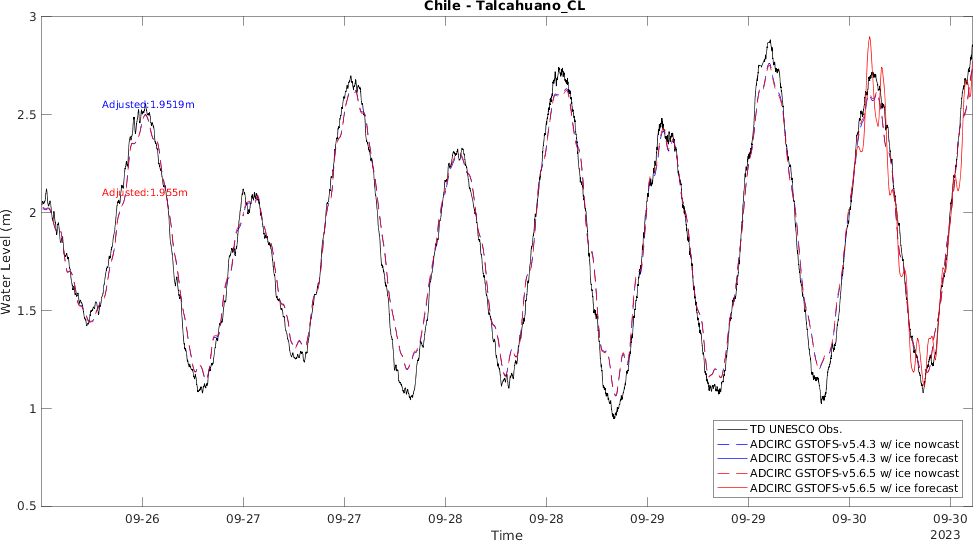 Chile - Talcahuano_CL
3
2.5
2
1.5
1
0.5
Water Level (m)
Adjusted:1.9519m
Adjusted:1.955m
TD UNESCO Obs.
ADCIRC GSTOFS-v5.4.3 w/ ice nowcast
ADCIRC GSTOFS-v5.4.3 w/ ice forecast
ADCIRC GSTOFS-v5.6.5 w/ ice nowcast
ADCIRC GSTOFS-v5.6.5 w/ ice forecast
09-26 09-27 09-27 09-28 09-28 09-29 09-29 09-30 09-30
2023
Time